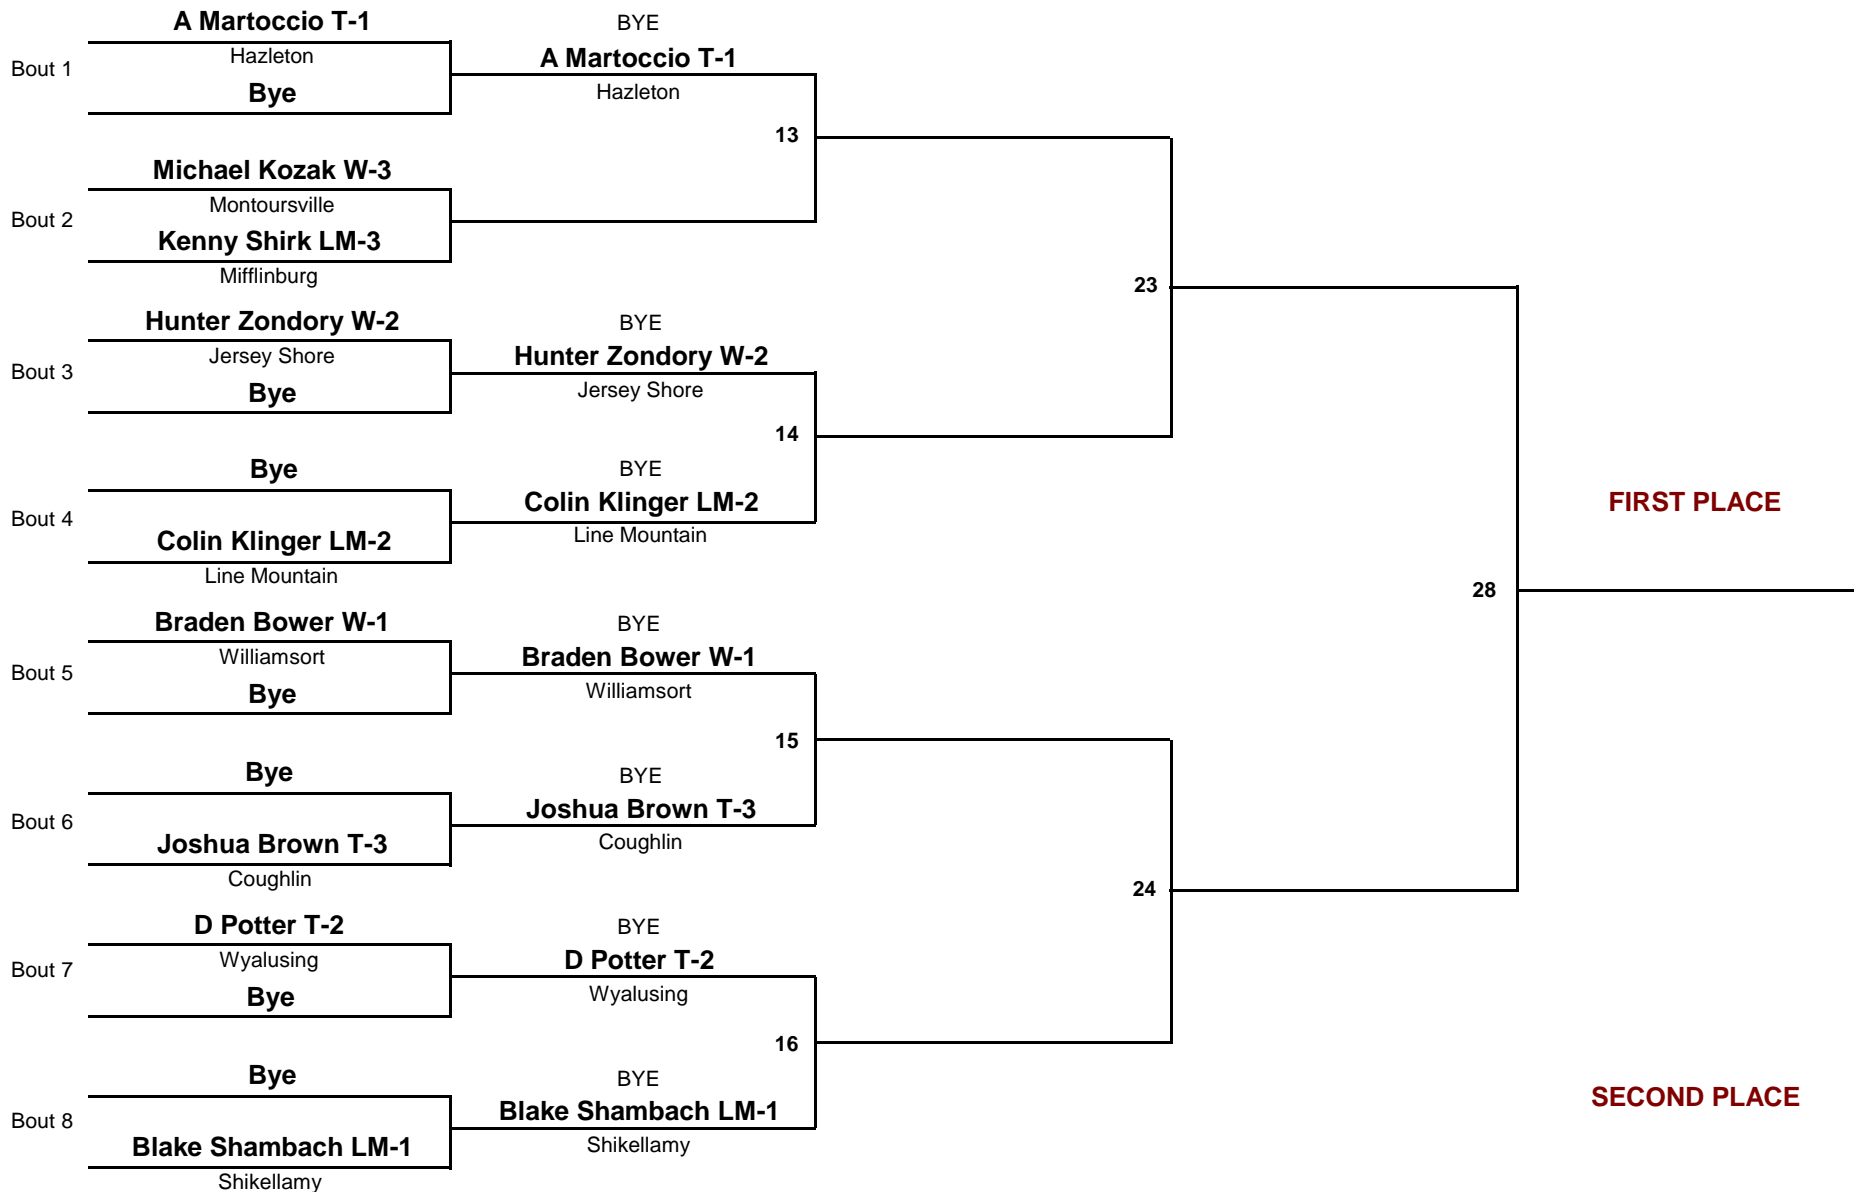 A Martoccio T-1
BYE
Bout 1
Hazleton
A Martoccio T-1
Bye
Hazleton
13
Michael Kozak W-3
Bout 2
Montoursville
Kenny Shirk LM-3
Mifflinburg
23
Hunter Zondory W-2
BYE
Bout 3
Jersey Shore
Hunter Zondory W-2
Bye
Jersey Shore
14
Bye
BYE
Bout 4
Colin Klinger LM-2
FIRST PLACE
Colin Klinger LM-2
Line Mountain
Line Mountain
28
Braden Bower W-1
BYE
Bout 5
Williamsort
Braden Bower W-1
Bye
Williamsort
15
Bye
BYE
Bout 6
Joshua Brown T-3
Joshua Brown T-3
Coughlin
Coughlin
24
D Potter T-2
BYE
Bout 7
Wyalusing
D Potter T-2
Bye
Wyalusing
16
Bye
BYE
SECOND PLACE
Bout 8
Blake Shambach LM-1
Blake Shambach LM-1
Shikellamy
Shikellamy